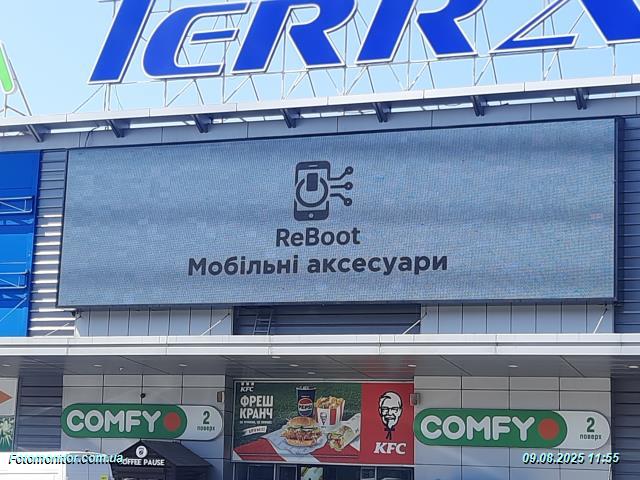 TERRA
ReBoot
Мобільні аксесуари
KFC
ФРЕШ
КРАНЧ
KFC
COMFY
2
поверх
COMFY
2
поверх
COFFEE PAUSE
Fotomonitor.com.ua
09.08.2025 11:55